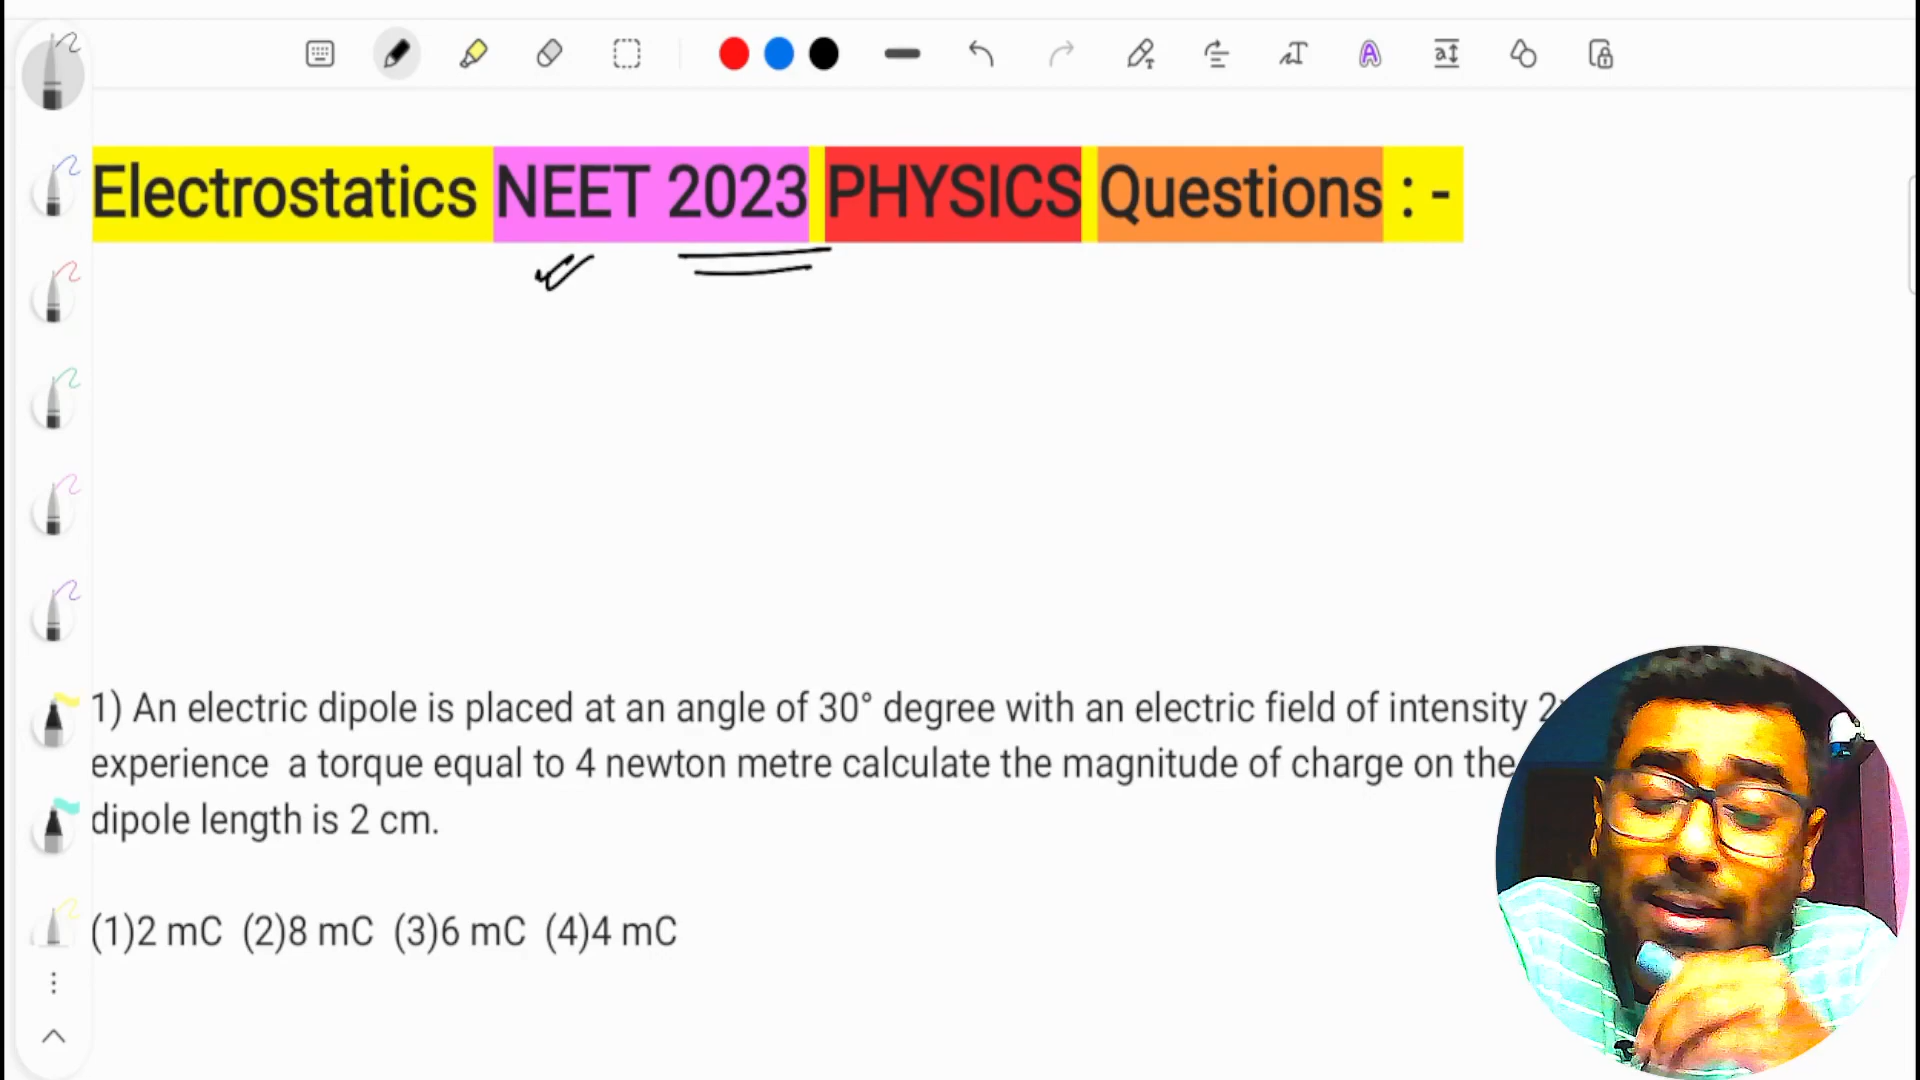 Electrostatics NEET 2023 PHYSICS Questions : -
1) An electric dipole is placed at an angle of 30° degree with an electric field of intensity 2
experience a torque equal to 4 newton metre calculate the magnitude of charge on the
dipole length is 2 cm.
(1)2 mC (2)8 mC (3)6 mC (4)4 mC